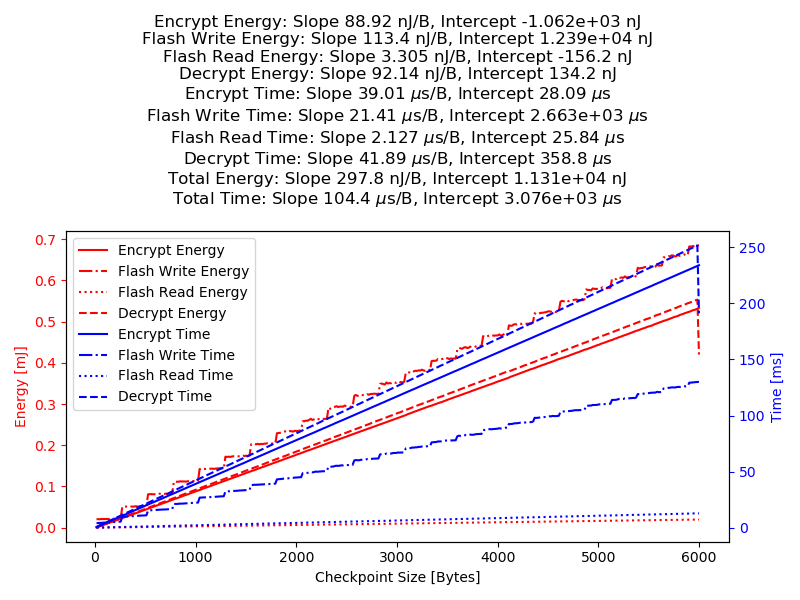 Encrypt Energy: Slope 88.92 nJ/B, Intercept -1.062e+03 nJ
Flash Write Energy: Slope 113.4 nJ/B, Intercept 1.239e+04 nJ
Flash Read Energy: Slope 3.305 nJ/B, Intercept -156.2 nJ
Decrypt Energy: Slope 92.14 nJ/B, Intercept 134.2 nJ
Encrypt Time: Slope 39.01 μs/B, Intercept 28.09 μs
Flash Write Time: Slope 21.41 μs/B, Intercept 2.663e+03 μs
Flash Read Time: Slope 2.127 μs/B, Intercept 25.84 μs
Decrypt Time: Slope 41.89 μs/B, Intercept 358.8 μs
Total Energy: Slope 297.8 nJ/B, Intercept 1.131e+04 nJ
Total Time: Slope 104.4 μs/B, Intercept 3.076e+03 μs
Energy [mJ]
0.7
0.6
0.5
0.4
0.3
0.2
0.1
0.0
Encrypt Energy
Flash Write Energy
Flash Read Energy
Decrypt Energy
Encrypt Time
Flash Write Time
Flash Read Time
Decrypt Time
250
200
150
100
50
0
Time [ms]
0 1000 2000 3000 4000 5000 6000
Checkpoint Size [Bytes]